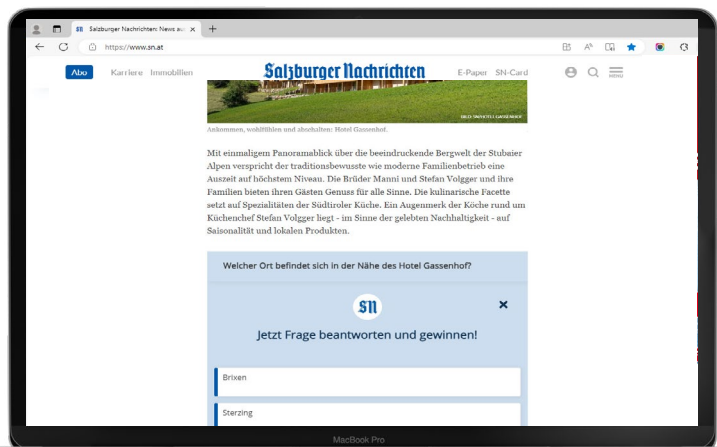 Salzburger Nachrichten: News au
https://www.sn.at
Abo
Karriere Immobilien
Salzburger Nachrichten
E-Paper SN-Card
MENU
Ankommen, wohlfühlen und abschalten: Hotel Gassenhof.
Mit einmaligem Panoramablick über die beeindruckende Bergwelt der Stubaier
Alpen verspricht der traditionsbewusste wie moderne Familienbetrieb eine
Auszeit auf höchstem Niveau. Die Brüder Manni und Stefan Volgger und ihre
Familien bieten ihren Gästen Genuss für alle Sinne. Die kulinarische Facette
setzt auf Spezialitäten der Südtiroler Küche. Ein Augenmerk der Köche rund um
Küchenchef Stefan Volgger liegt - im Sinne der gelebten Nachhaltigkeit - auf
Saisonalität und lokalen Produkten.
Welcher Ort befindet sich in der Nähe des Hotel Gassenhof?
SN
Jetzt Frage beantworten und gewinnen!
Brixen
Sterzing
MacBook Pro